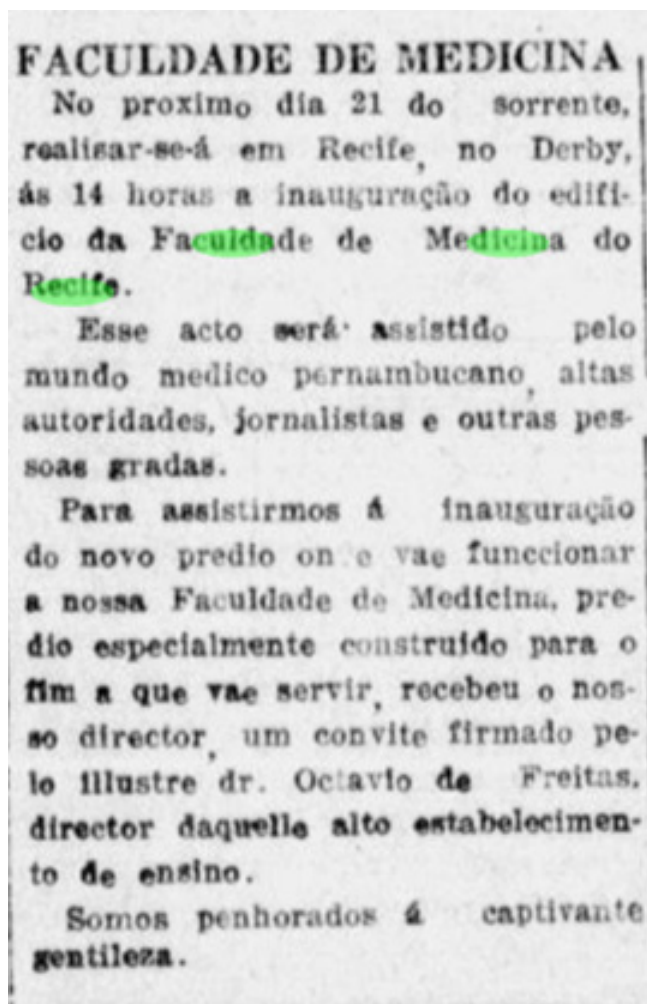 FACULDADE DE MEDICINA
No proximo dia 21 do sorrente,
realisar-se-á em Recife, no Derby,
ás 14 horas a inauguração do edifi-
cio da Faculdade de Medicina do
Recife.
Esse acto será assistido pelo
mundo medico pernambucano, altas
autoridades, jornalistas e outras pes-
soas gradas.
Para assistirmos á inauguração
do novo predio on e vae funccionar
a nossa Faculdade de Medicina, pre-
dio especialmente construido para o
fim a que vae servir, recebeu o nos-
so director, um convite firmado pe-
lo illustre dr. Octavio de Freitas,
director daquelle alto estabelecimen-
to de ensino.
Somos penhorados á captivante
gentileza.